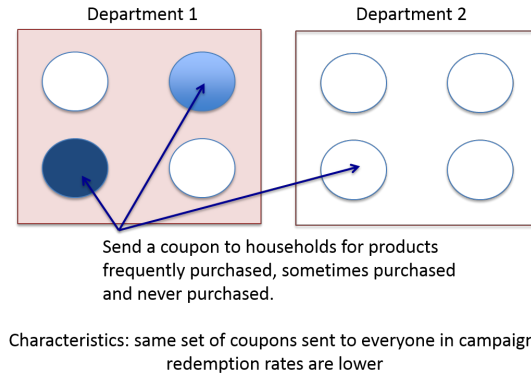 Department 1
Department 2
Send a coupon to households for products
frequently purchased, sometimes purchased
and never purchased.
Characteristics: same set of coupons sent to everyone in campaign
redemption rates are lower